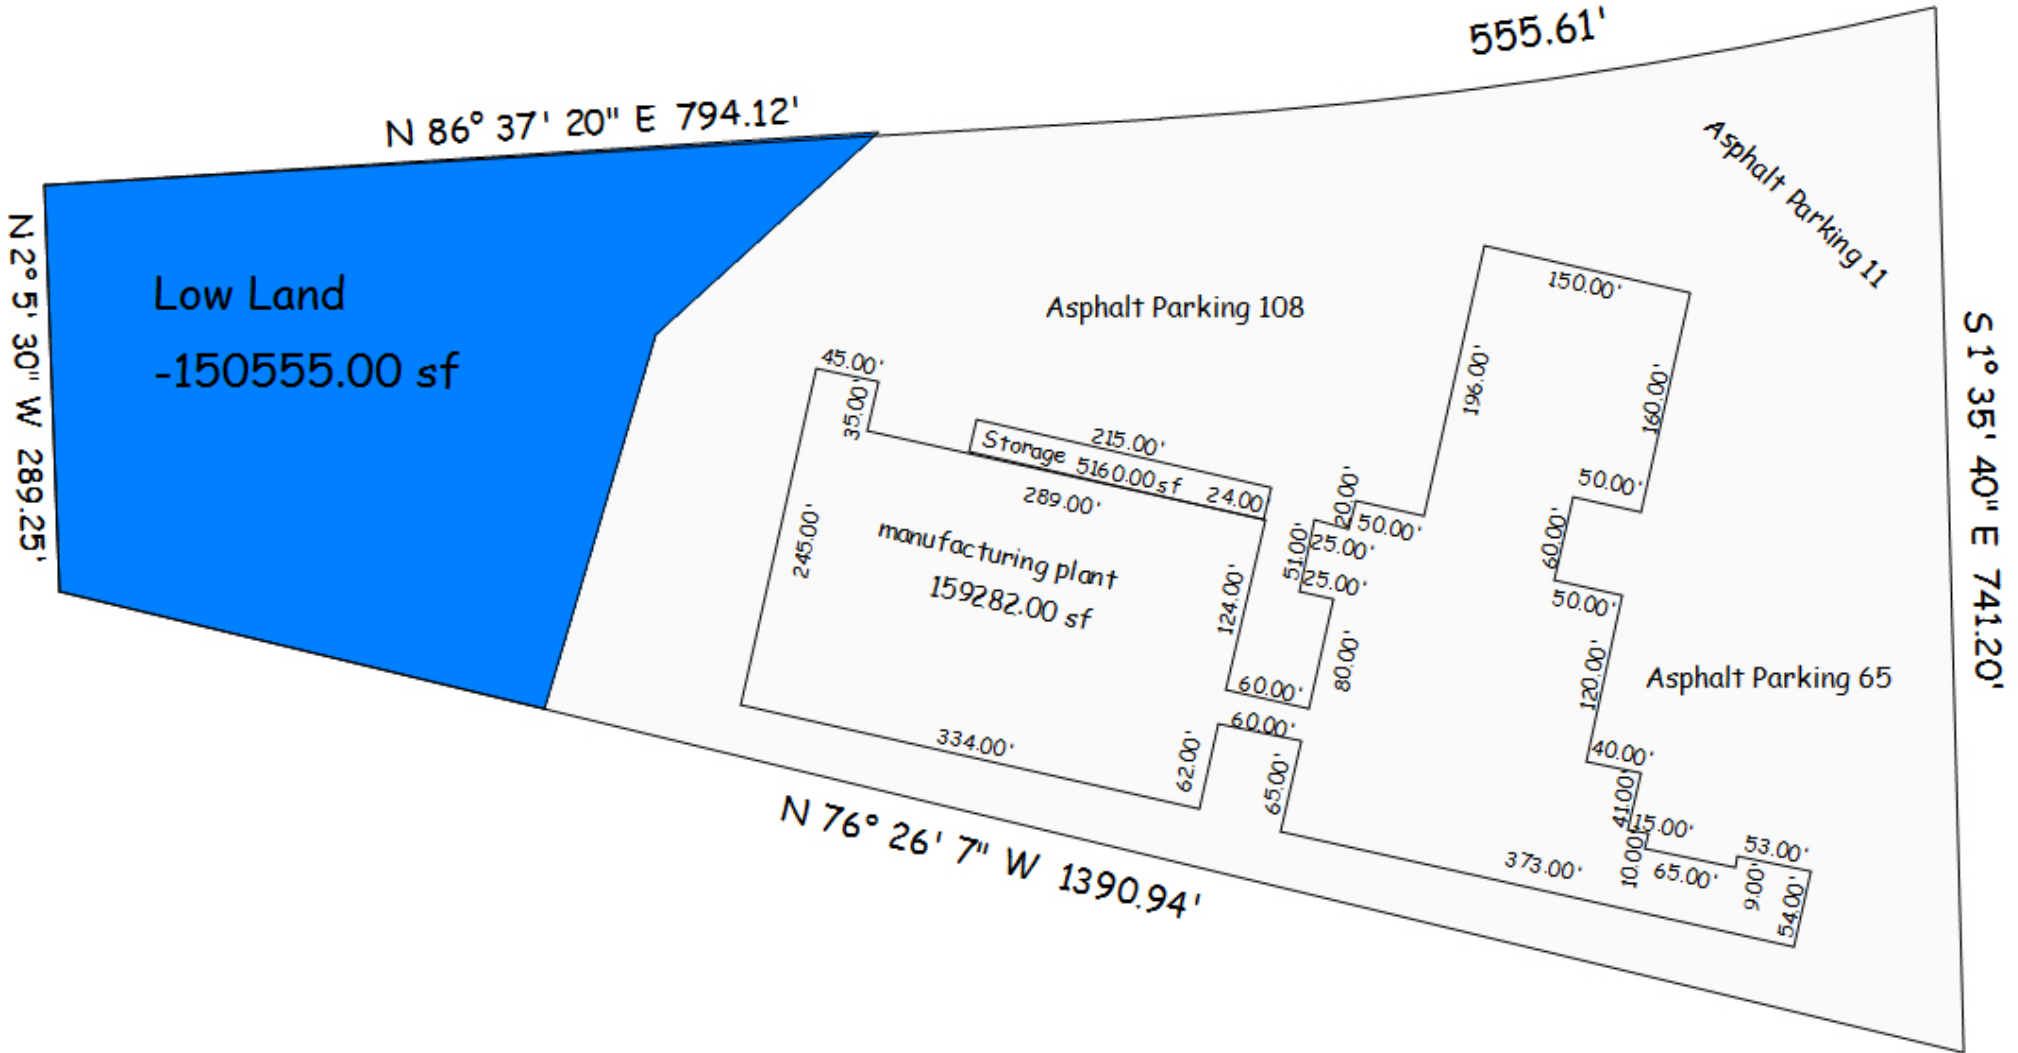 555.61'
N 86° 37' 20" E 794.12'
Asphalt Parking 11
N 2° 5' 30" W 289.25'
Low Land
-150555.00 sf
Asphalt Parking 108
150.00'
S 1° 35' 40" E 741.20'
45.00'
35.00'
196.00'
160.00'
215.00'
Storage 5160.00 sf 24.00
289.00'
20.00'
50.00'
50.00'
245.00'
manufacturing plant
159282.00 sf
51.00'
25.00'
25.00'
60.00'
50.00'
124.00'
80.00'
120.00'
Asphalt Parking 65
60.00'
60.00'
334.00'
62.00'
65.00'
40.00'
41.00'
15.00'
10.00'
65.00'
53.00'
9.00'
54.00'
373.00'
N 76° 26' 7" W 1390.94'